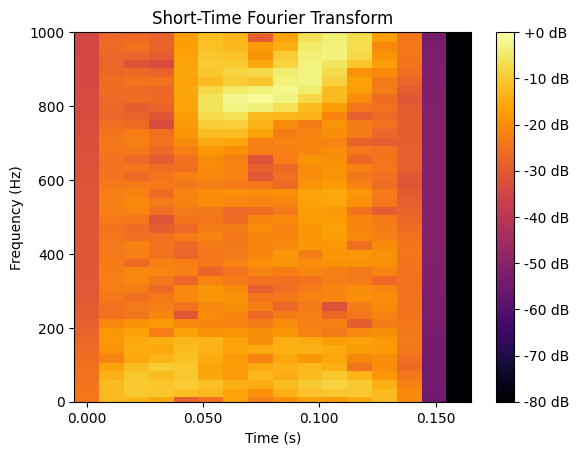 Short-Time Fourier Transform
1000
800
600
400
200
0
Frequency (Hz)
0.000
0.050
0.100
0.150
Time (s)
+0 dB
-10 dB
-20 dB
-30 dB
-40 dB
-50 dB
-60 dB
-70 dB
-80 dB